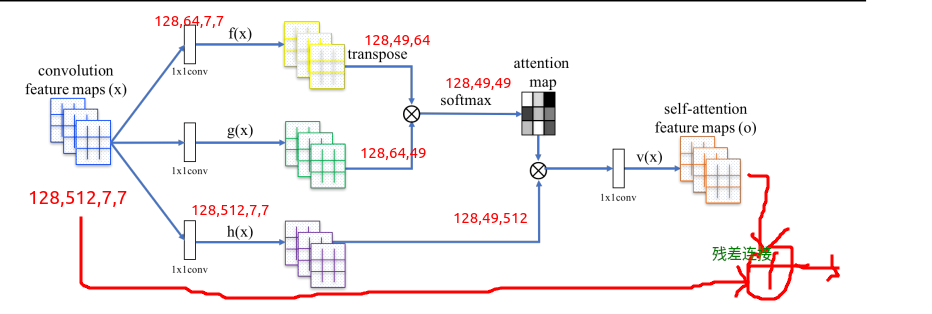 128,64,7,7
f(x)
1x1conv
128,49,64
transpose
convolution
feature maps (x)
128,49,49
softmax
attention
map
self-attention
feature maps (o)
g(x)
1x1conv
128,64,49
v(x)
1x1conv
128,512,7,7
128,512,7,7
h(x)
1x1conv
128,49,512
残差连接